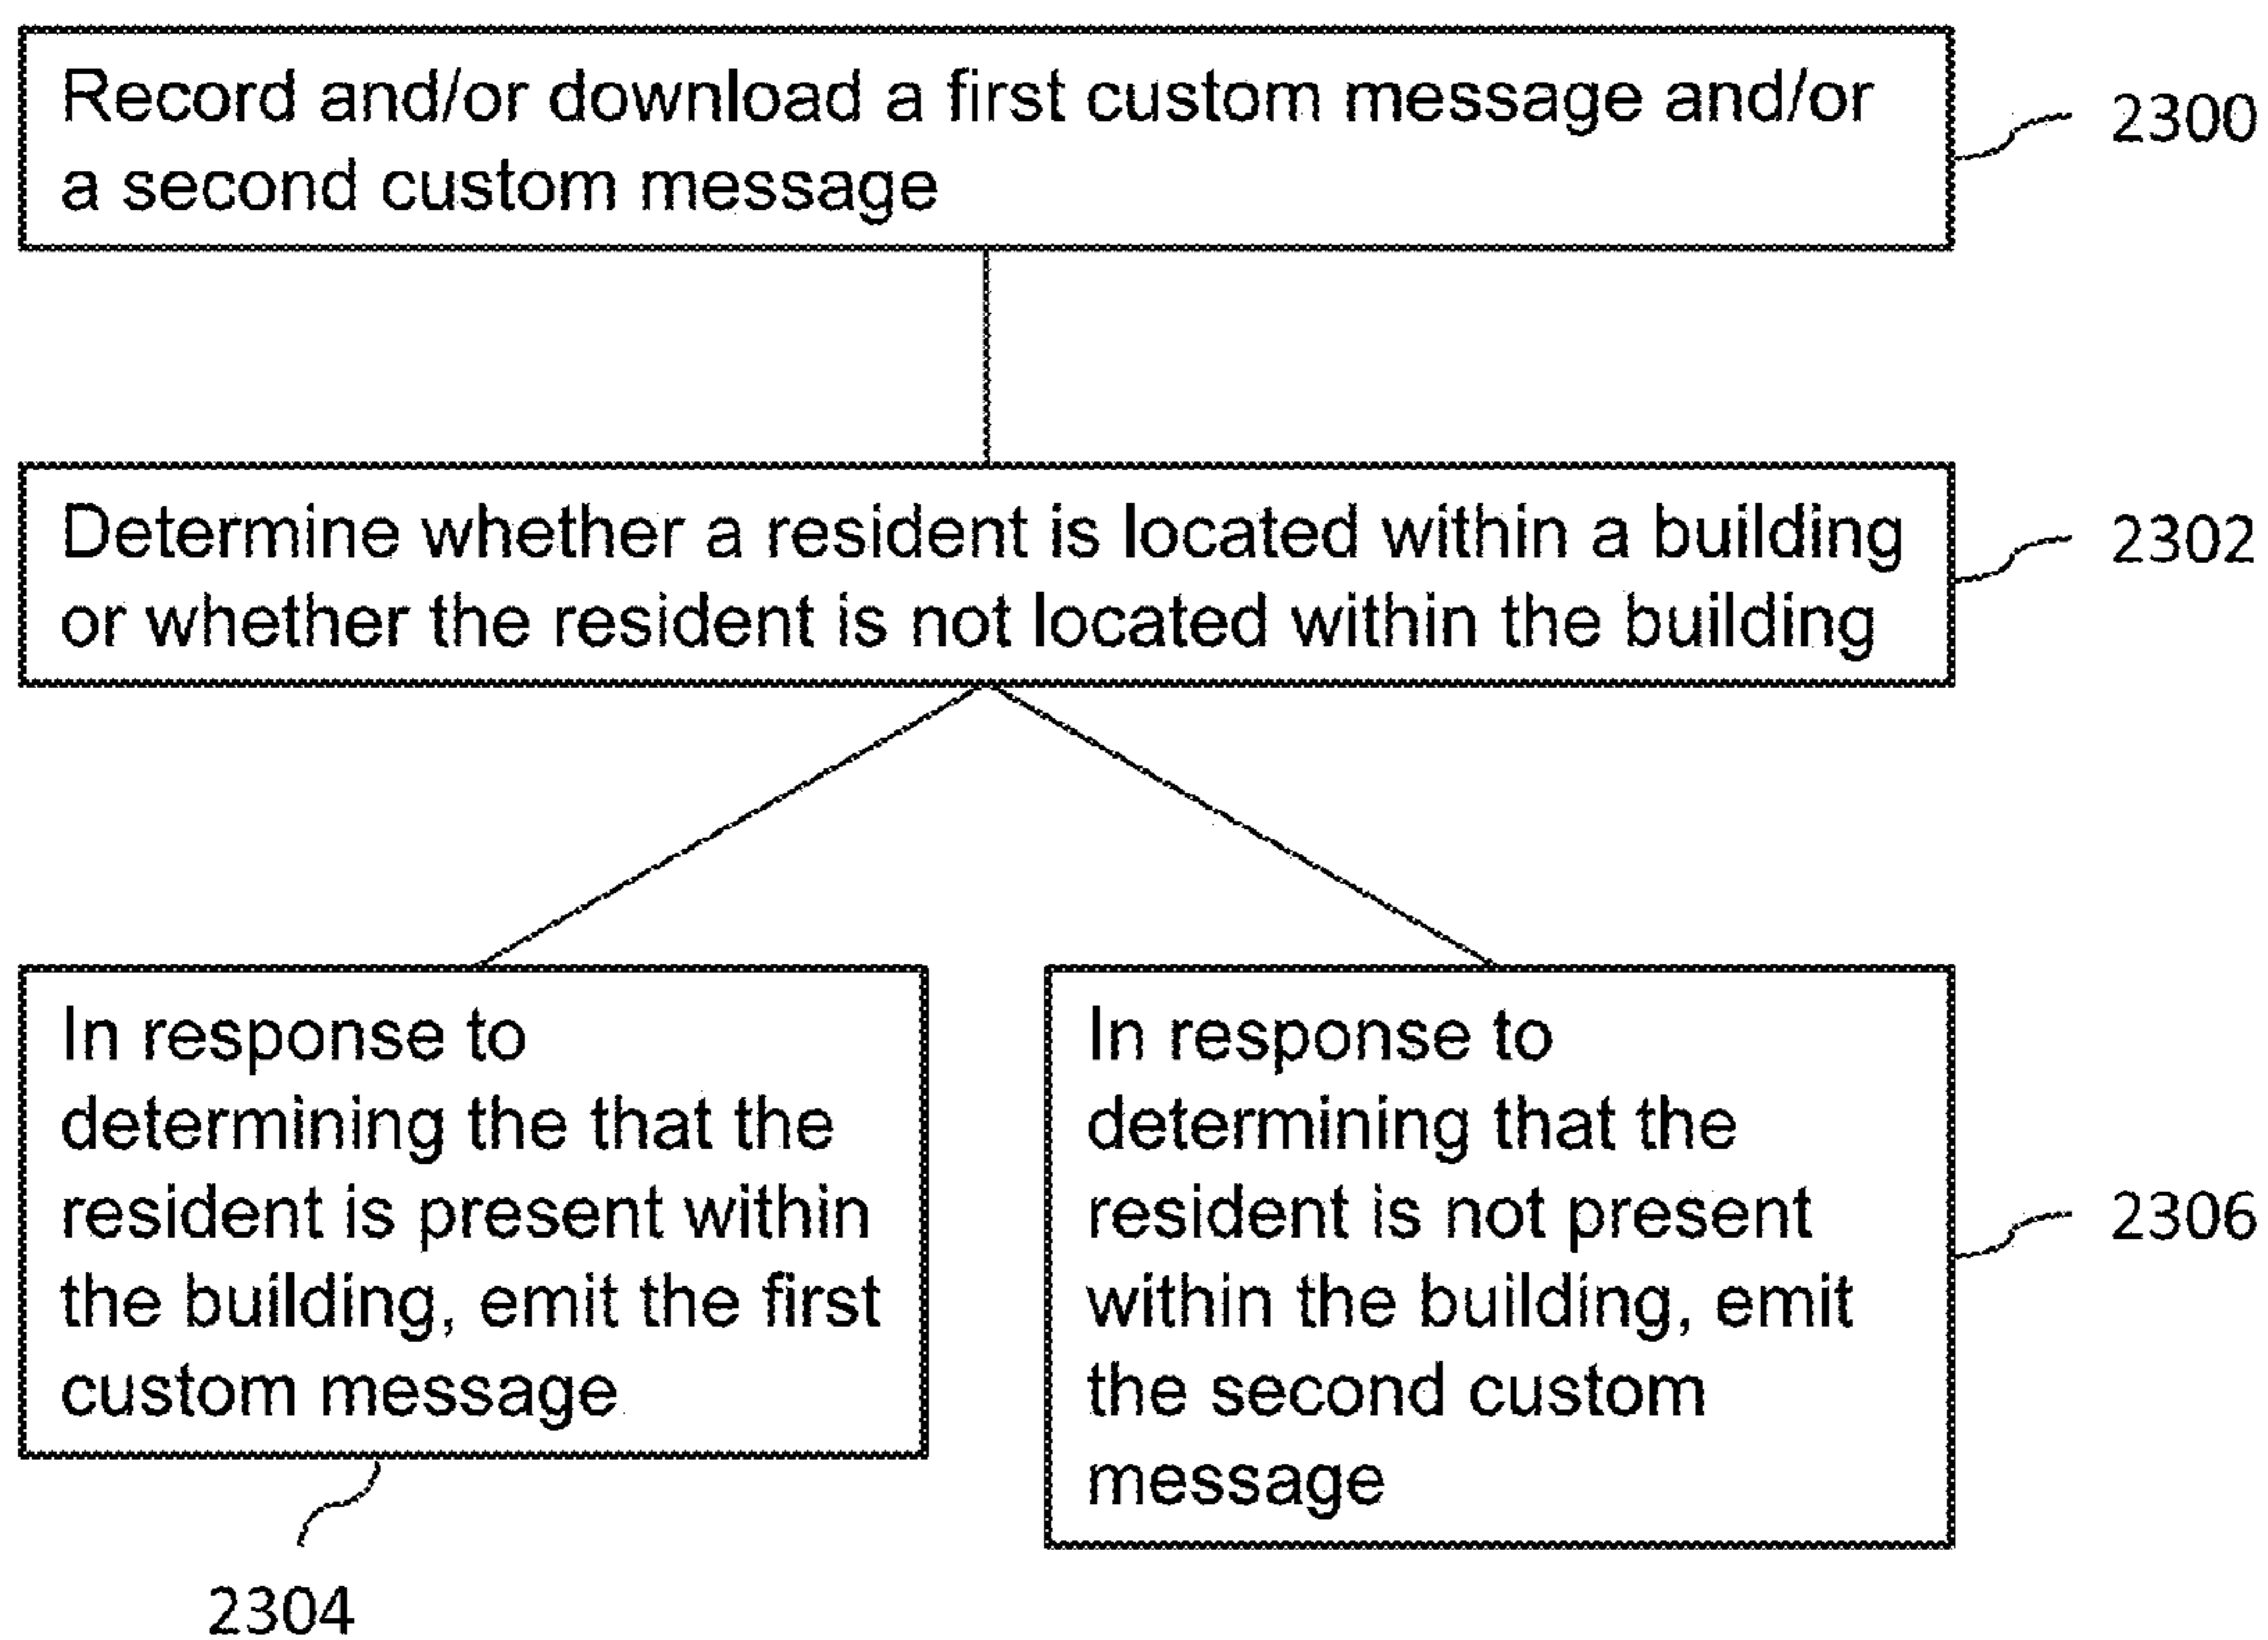 Record and/or download a first custom message and/or
a second custom message
2300
Determine whether a resident is located within a building
or whether the resident is not located within the building
2302
In response to
determining the that the
resident is present within
the building, emit the first
custom message
2304
In response to
determining that the
resident is not present
within the building, emit
the second custom
message
2306